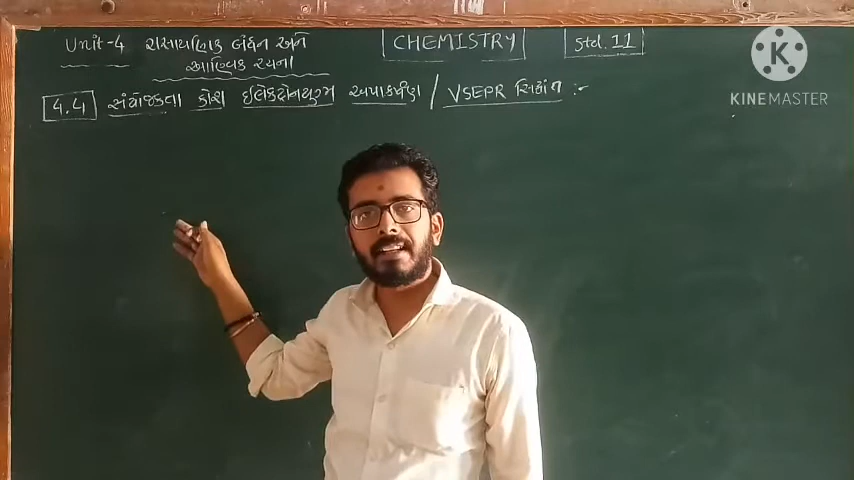 Unit-4 રાસાયણિક બંધન અને
આણ્વિક રચના
CHEMISTRY
Std. 11
4.4 સંયોજકતા કોશ ઇલેક્ટ્રોનયુગ્મ અપાકર્ષણ / VSEPR સિદ્ધાંત :-
K
KINEMASTER